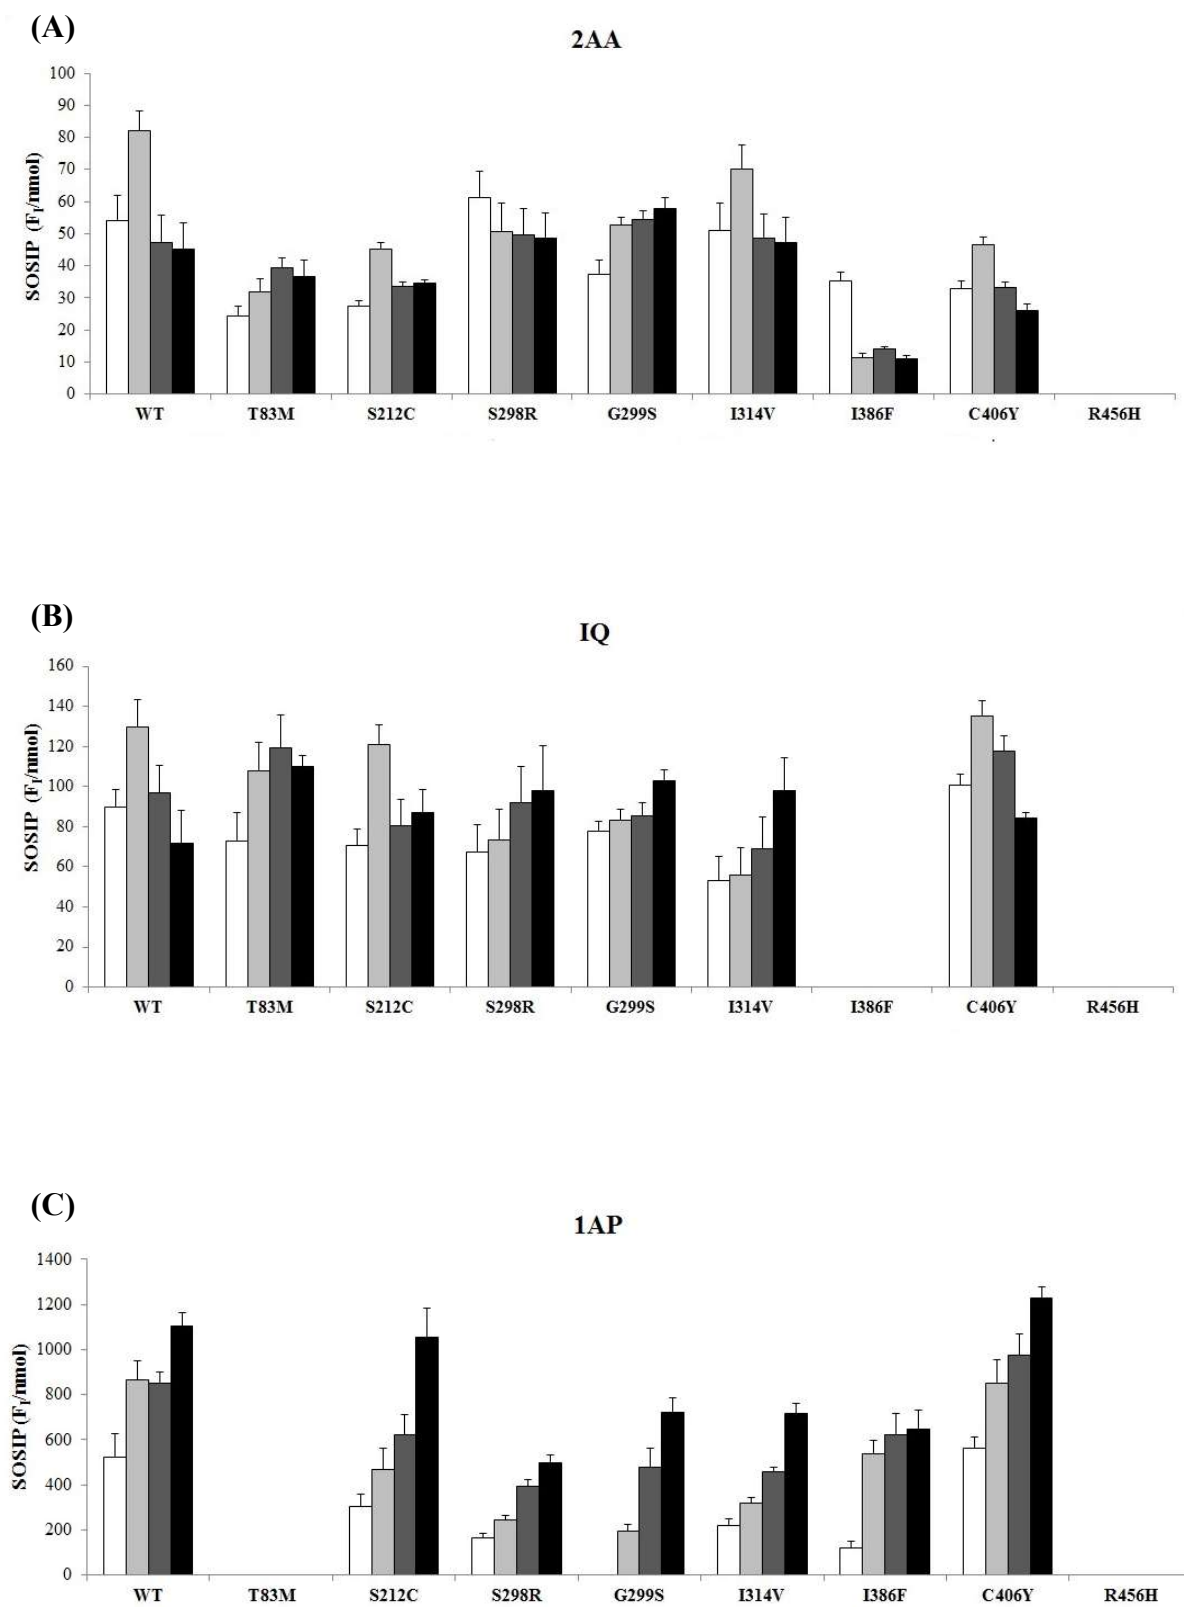 (A)
2AA
SOSIP (F₁/nmol)
100
90
80
70
60
50
40
30
20
10
0
WT T83M S212C S298R G299S I314V I386F C406Y R456H
(B)
IQ
SOSIP (F₁/nmol)
160
140
120
100
80
60
40
20
0
WT T83M S212C S298R G299S I314V I386F C406Y R456H
(C)
1AP
SOSIP (F₁/nmol)
1400
1200
1000
800
600
400
200
0
WT T83M S212C S298R G299S I314V I386F C406Y R456H